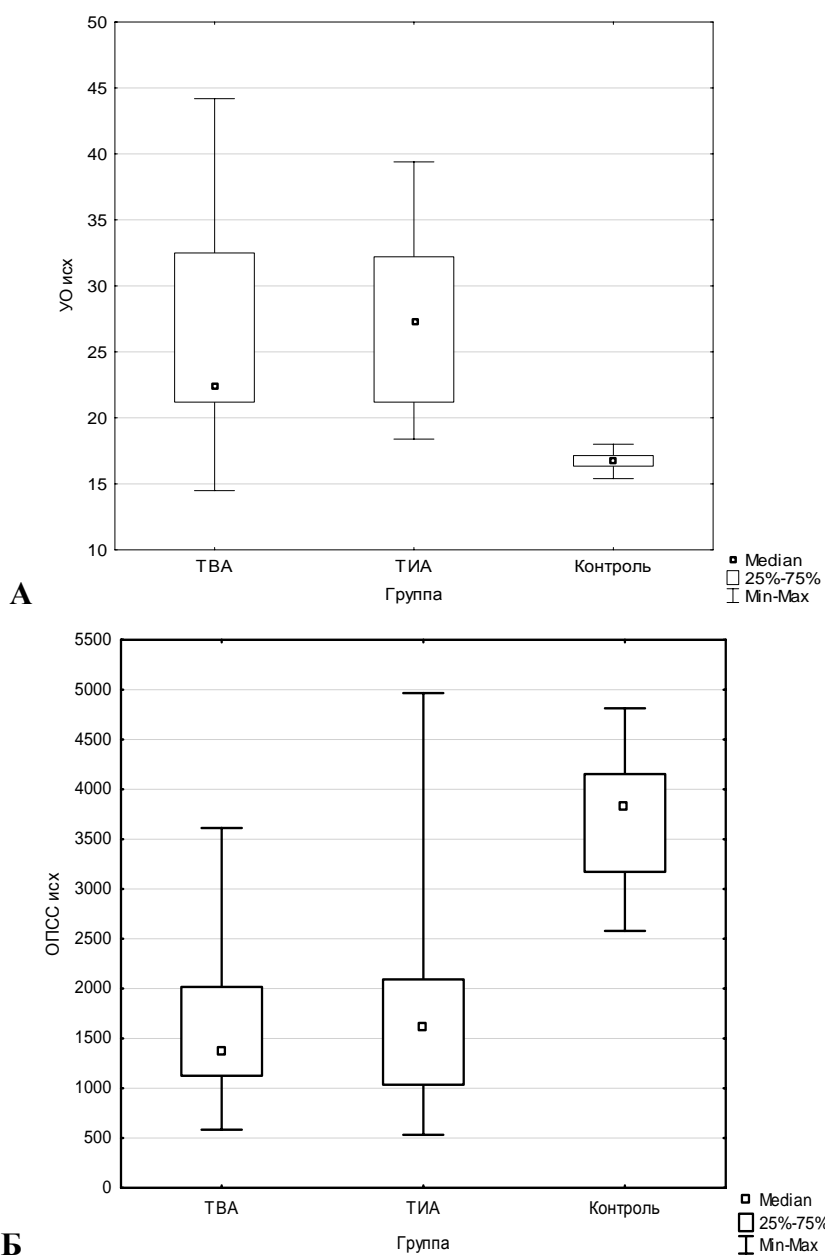 50
45
40
35
30
25
20
15
10
УО исх
ТВА ТИА Контроль
Группа
Median
25%-75%
Min-Max
А
5500
5000
4500
4000
3500
3000
2500
2000
1500
1000
500
0
ОПСС исх
ТВА ТИА Контроль
Группа
Median
25%-75%
Min-Max
Б